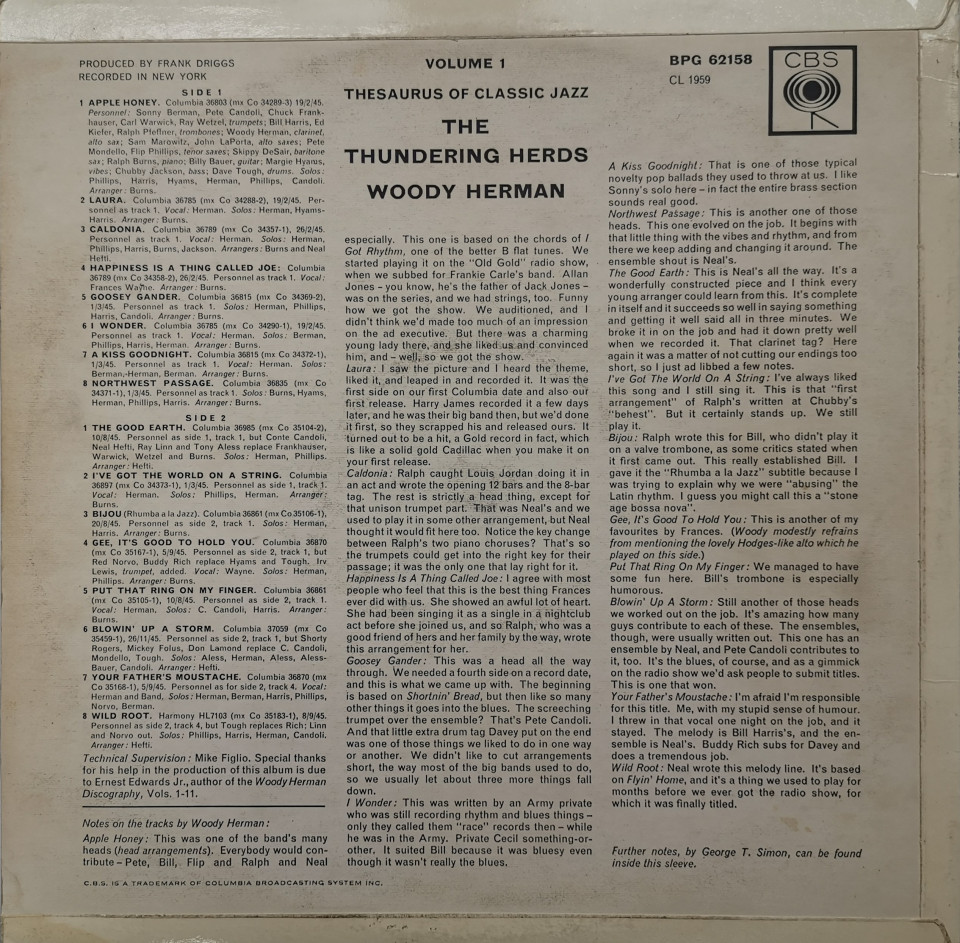 PRODUCED BY FRANK DRIGGS
RECORDED IN NEW YORK
SIDE 1
1 APPLE HONEY. Columbia 36803 (mx Co 34289-3) 19/2/45.
Personnel: Sonny Berman, Pete Candoli, Chuck Frank-
hauser, Carl Warwick, Ray Wetzel, trumpets; Bill Harris, Ed
Kiefer, Ralph Pfeffner, trombones; Woody Herman, clarinet,
alto sax; Sam Marowitz, John LaPorta, alto saxes; Pete
Mondello, Flip Phillips, tenor saxes; Skippy DeSair, baritone
sax; Ralph Burns, piano; Billy Bauer, guitar; Margie Hyams,
vibes; Chubby Jackson, bass; Dave Tough, drums. Solos:
Phillips, Harris, Hyams, Herman, Phillips, Candoli.
Arranger: Burns.
2 LAURA. Columbia 36785 (mx Co 34288-2), 19/2/45. Per-
sonnel as track 1. Vocal: Herman. Solos: Herman, Hyams-
Harris. Arranger: Burns.
3 CALDONIA. Columbia 36789 (mx Co 34357-1), 26/2/45.
Personnel as track 1. Vocal: Herman. Solos: Herman,
Phillips, Harris, Burns, Jackson. Arrangers: Burns and Neal
Hefti.
4 HAPPINESS IS A THING CALLED JOE: Columbia
36789 (mx Co 34358-2), 26/2/45. Personnel as track 1. Vocal:
Frances Wayne. Arranger: Burns.
5 GOOSEY GANDER. Columbia 36815 (mx Co 34369-2),
1/3/45. Personnel as track 1. Solos: Herman, Phillips,
Harris, Candoli. Arranger: Burns.
6 I WONDER. Columbia 36785 (mx Co 34290-1), 19/2/45.
Personnel as track 1. Vocal: Herman. Solos: Berman,
Phillips, Harris, Herman. Arranger: Burns.
7 A KISS GOODNIGHT. Columbia 36815 (mx Co 34372-1),
1/3/45. Personnel as track 1. Vocal: Herman. Solos:
Berman,-Herman, Berman. Arranger: Burns.
8 NORTHWEST PASSAGE. Columbia 36835 (mx Co
34371-1), 1/3/45. Personnel as track 1. Solos: Burns, Hyams,
Herman, Phillips, Harris. Arranger: Burns.
SIDE 2
1 THE GOOD EARTH. Columbia 36985 (mx Co 35104-2),
10/8/45. Personnel as side 1, track 1, but Conte Candoli,
Neal Hefti, Ray Linn and Tony Aless replace Frankhauser,
Warwick, Wetzel and Burns. Solos: Herman, Phillips.
Arranger: Hefti.
2 I'VE GOT THE WORLD ON A STRING. Columbia
36897 (mx Co 34373-1), 1/3/45. Personnel as side 1, track 1.
Vocal: Herman. Solos: Phillips, Herman. Arranger:
Burns.
3 BIJOU (Rhumba a la Jazz). Columbia 36861 (mx Co 35106-1),
20/8/45. Personnel as side 2, track 1. Solos: Herman,
Harris. Arranger: Burns.
4 GEE, IT'S GOOD TO HOLD YOU. Columbia 36870
(mx Co 35167-1), 5/9/45. Personnel as side 2, track 1, but
Red Norvo, Buddy Rich replace Hyams and Tough, Irv
Lewis, trumpet, added. Vocal: Wayne. Solos: Herman,
Phillips. Arranger: Burns.
5 PUT THAT RING ON MY FINGER. Columbia 36861
(mx Co 35105-1), 10/8/45. Personnel as side 2, track 1.
Vocal: Herman. Solos: C. Candoli, Harris. Arranger:
Burns.
6 BLOWIN' UP A STORM. Columbia 37059 (mx Co
35459-1), 26/11/45. Personnel as side 2, track 1, but Shorty
Rogers, Mickey Folus, Don Lamond replace C. Candoli,
Mondello, Tough. Solos: Aless, Herman, Aless, Aless-
Bauer, Candoli. Arranger: Hefti.
7 YOUR FATHER'S MOUSTACHE. Columbia 36870 (mx
Co 35168-1), 5/9/45. Personnel as for side 2, track 4. Vocal:
Herman and Band. Solos: Herman, Berman, Harris, Phillips,
Norvo, Berman.
8 WILD ROOT. Harmony HL7103 (mx Co 35183-1), 8/9/45.
Personnel as side 2, track 4, but Tough replaces Rich; Linn
and Norvo out. Solos: Phillips, Harris, Herman, Candoli.
Arranger: Hefti.
Technical Supervision: Mike Figlio. Special thanks
for his help in the production of this album is due
to Ernest Edwards Jr., author of the Woody Herman
Discography, Vols. 1-11.
Notes on the tracks by Woody Herman:
Apple Honey: This was one of the band's many
heads (head arrangements). Everybody would con-
tribute – Pete, Bill, Flip and Ralph and Neal
C.B.S. IS A TRADEMARK OF COLUMBIA BROADCASTING SYSTEM INC.
VOLUME 1
THESAURUS OF CLASSIC JAZZ
THE
THUNDERING HERDS
WOODY HERMAN
especially. This one is based on the chords of I
Got Rhythm, one of the better B flat tunes. We
started playing it on the "Old Gold" radio show,
when we subbed for Frankie Carle's band. Allan
Jones – you know, he's the father of Jack Jones –
was on the series, and we had strings, too. Funny
how we got the show. We auditioned, and I
didn't think we'd made too much of an impression
on the ad executive. But there was a charming
young lady there, and she liked us and convinced
him, and – well, so we got the show.
Laura: I saw the picture and I heard the theme,
liked it, and leaped in and recorded it. It was the
first side on our first Columbia date and also our
first release. Harry James recorded it a few days
later, and he was their big band then, but we'd done
it first, so they scrapped his and released ours. It
turned out to be a hit, a Gold record in fact, which
is like a solid gold Cadillac when you make it on
your first release.
Caldonia: Ralph caught Louis Jordan doing it in
an act and wrote the opening 12 bars and the 8-bar
tag. The rest is strictly a head thing, except for
that unison trumpet part. That was Neal's and we
used to play it in some other arrangement, but Neal
thought it would fit here too. Notice the key change
between Ralph's two piano choruses? That's so
the trumpets could get into the right key for their
passage; it was the only one that lay right for it.
Happiness Is A Thing Called Joe: I agree with most
people who feel that this is the best thing Frances
ever did with us. She showed an awful lot of heart.
She had been singing it as a single in a nightclub
act before she joined us, and so Ralph, who was a
good friend of hers and her family by the way, wrote
this arrangement for her.
Goosey Gander: This was a head all the way
through. We needed a fourth side on a record date,
and this is what we came up with. The beginning
is based on Shortnin' Bread, but then like so many
other things it goes into the blues. The screeching
trumpet over the ensemble? That's Pete Candoli.
And that little extra drum tag Davey put on the end
was one of those things we liked to do in one way
or another. We didn't like to cut arrangements
short, the way most of the big bands used to do,
so we usually let about three more things fall
down.
I Wonder: This was written by an Army private
who was still recording rhythm and blues things –
only they called them "race" records then – while
he was in the Army. Private Cecil something-or-
other. It suited Bill because it was bluesy even
though it wasn't really the blues.
BPG 62158
CL 1959
CBS
A Kiss Goodnight: That is one of those typical
novelty pop ballads they used to throw at us. I like
Sonny's solo here – in fact the entire brass section
sounds real good.
Northwest Passage: This is another one of those
heads. This one evolved on the job. It begins with
that little thing with the vibes and rhythm, and from
there we keep adding and changing it around. The
ensemble shout is Neal's.
The Good Earth: This is Neal's all the way. It's a
wonderfully constructed piece and I think every
young arranger could learn from this. It's complete
in itself and it succeeds so well in saying something
and getting it well said all in three minutes. We
broke it in on the job and had it down pretty well
when we recorded it. That clarinet tag? Here
again it was a matter of not cutting our endings too
short, so I just ad libbed a few notes.
I've Got The World On A String: I've always liked
this song and I still sing it. This is that "first
arrangement" of Ralph's written at Chubby's
"behest". But it certainly stands up. We still
play it.
Bijou: Ralph wrote this for Bill, who didn't play it
on a valve trombone, as some critics stated when
it first came out. This really established Bill. I
gave it the "Rhumba a la Jazz" subtitle because I
was trying to explain why we were "abusing" the
Latin rhythm. I guess you might call this a "stone
age bossa nova".
Gee, It's Good To Hold You: This is another of my
favourites by Frances. (Woody modestly refrains
from mentioning the lovely Hodges-like alto which he
played on this side.)
Put That Ring On My Finger: We managed to have
some fun here. Bill's trombone is especially
humorous.
Blowin' Up A Storm: Still another of those heads
we worked out on the job. It's amazing how many
guys contribute to each of these. The ensembles,
though, were usually written out. This one has an
ensemble by Neal, and Pete Candoli contributes to
it, too. It's the blues, of course, and as a gimmick
on the radio show we'd ask people to submit titles.
This is one that won.
Your Father's Moustache: I'm afraid I'm responsible
for this title. Me, with my stupid sense of humour.
I threw in that vocal one night on the job, and it
stayed. The melody is Bill Harris's, and the en-
semble is Neal's. Buddy Rich subs for Davey and
does a tremendous job.
Wild Root: Neal wrote this melody line. It's based
on Flyin' Home, and it's a thing we used to play for
months before we ever got the radio show, for
which it was finally titled.
Further notes, by George T. Simon, can be found
inside this sleeve.